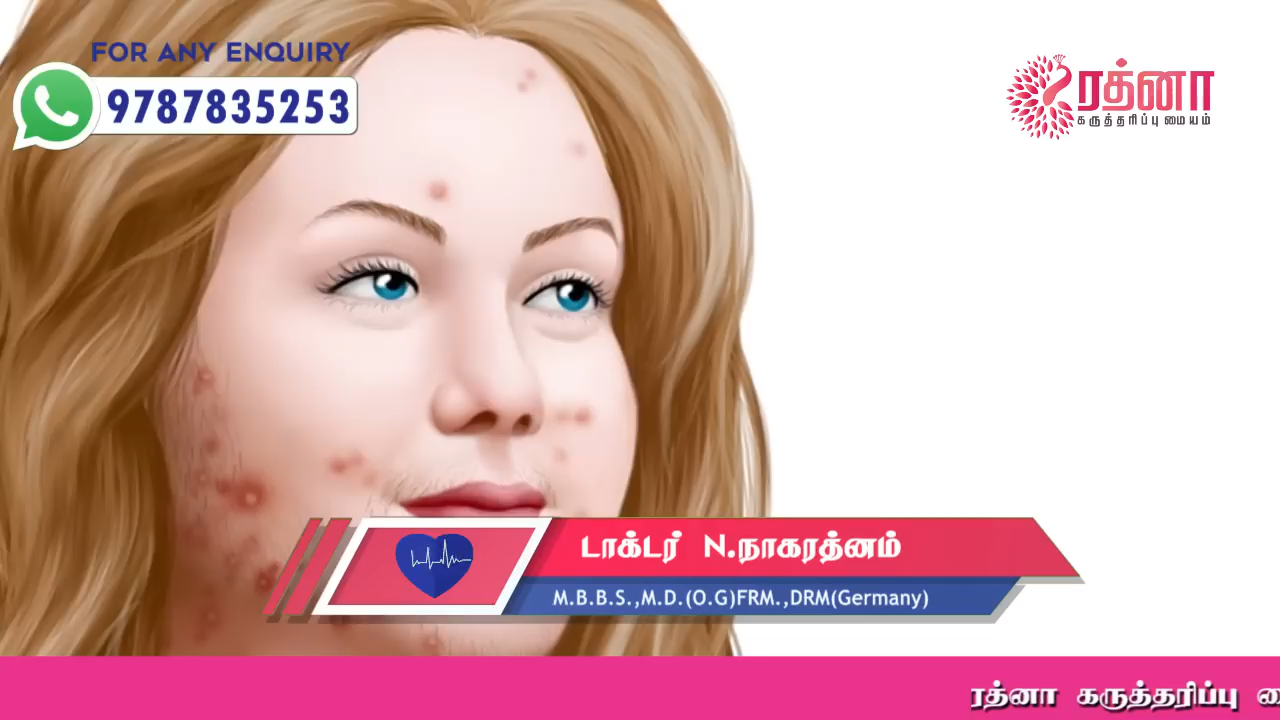 FOR ANY ENQUIRY
9787835253
ரத்னா
கருத்தரிப்பு மையம்
டாக்டர் N.நாகரத்னம்
M.B.B.S.,M.D.(O.G)FRM.,DRM(Germany)
ரத்னா கருத்தரிப்பு